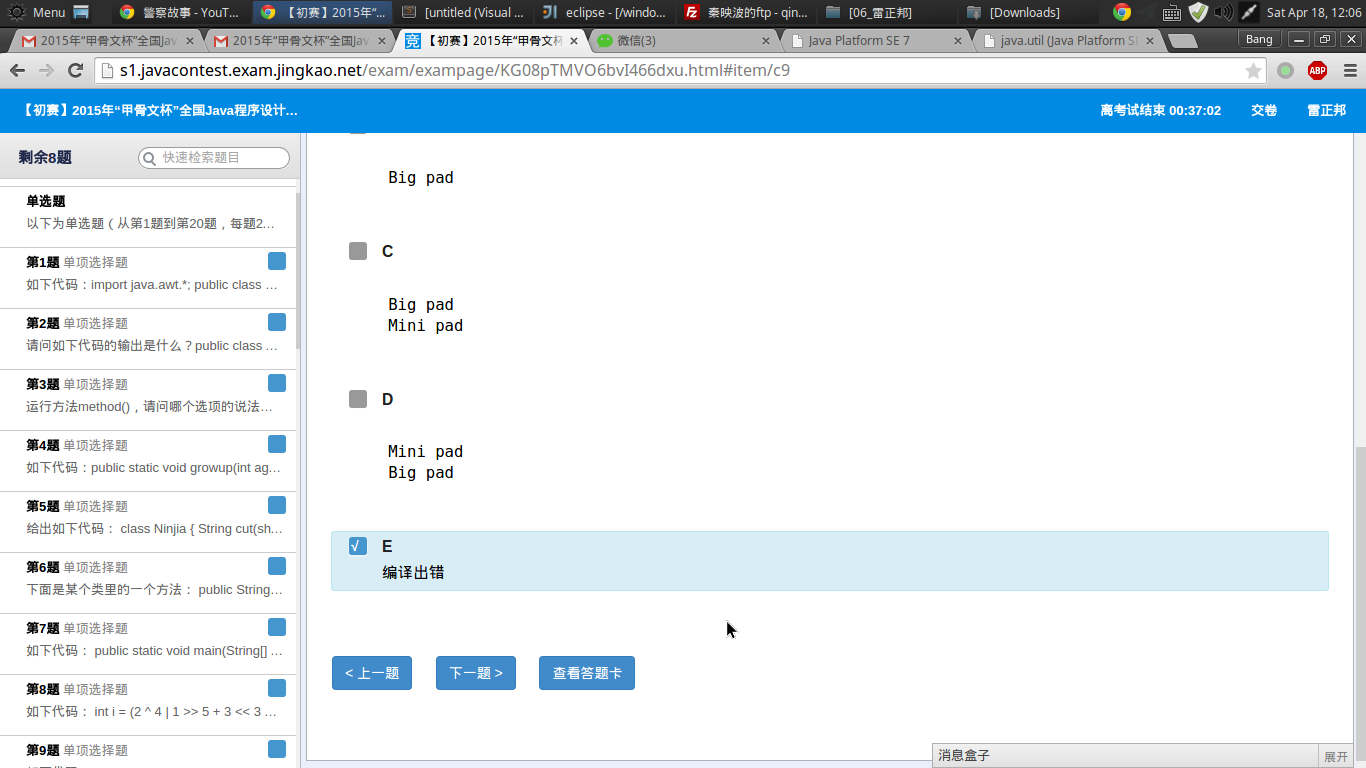 Menu
警察故事 - YouT...
【初赛】2015年“...
[untitled (Visual ...
eclipse - [/windo...
秦映波的ftp - qin...
[06_雷正邦]
[Downloads]
Sat Apr 18, 12:06
2015年“甲骨文杯”全国Jav
2015年“甲骨文杯”全国Jav
【初赛】2015年“甲骨文杯
微信(3)
Java Platform SE 7
java.util (Java Platform SE
Bang
s1.javacontest.exam.jingkao.net/exam/exampage/KG08pTMVO6bvI466dxu.html#item/c9
ABP
【初赛】2015年“甲骨文杯”全国Java程序设计...
离考试结束 00:37:02
交卷
雷正邦
剩余8题
快速检索题目
单选题
以下为单选题（从第1题到第20题，每题2...
第1题 单项选择题
如下代码：import java.awt.*; public class ...
第2题 单项选择题
请问如下代码的输出是什么？public class ...
第3题 单项选择题
运行方法method()，请问哪个选项的说法...
第4题 单项选择题
如下代码：public static void growup(int ag...
第5题 单项选择题
给出如下代码： class Ninjia { String cut(sh...
第6题 单项选择题
下面是某个类里的一个方法： public String...
第7题 单项选择题
如下代码： public static void main(String[] ...
第8题 单项选择题
如下代码： int i = (2 ^ 4 | 1 >> 5 + 3 << 3 ...
第9题 单项选择题
Big pad
C
Big pad
Mini pad
D
Mini pad
Big pad
√ E
编译出错
< 上一题
下一题 >
查看答题卡
消息盒子
展开